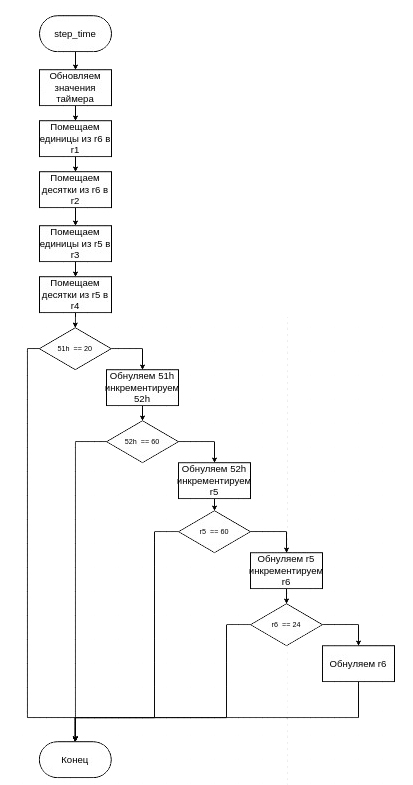 step_time
Обновляем
значения
таймера
Помещаем
единицы из r6 в
r1
Помещаем
десятки из r6 в
r2
Помещаем
единицы из r5 в
r3
Помещаем
десятки из r5 в
r4
51h == 20
Обнуляем 51h
инкрементируем
52h
52h == 60
Обнуляем 52h
инкрементируем
r5
r5 == 60
Обнуляем r5
инкрементируем
r6
r6 == 24
Обнуляем r6
Конец